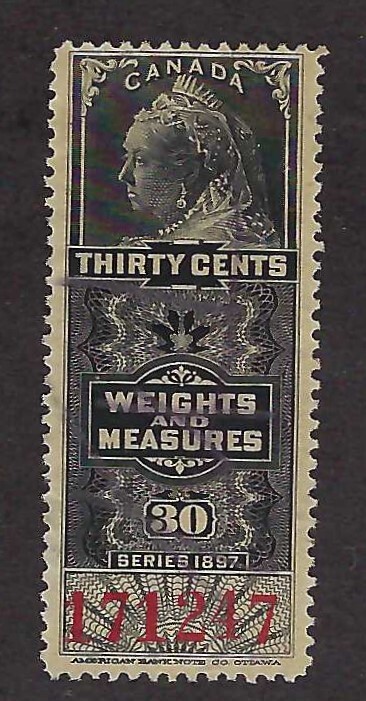 CANADA
THIRTY CENTS
WEIGHTS
AND
MEASURES
30
SERIES 1897.
171247
AMERICAN BANK NOTE CO. OTTAWA